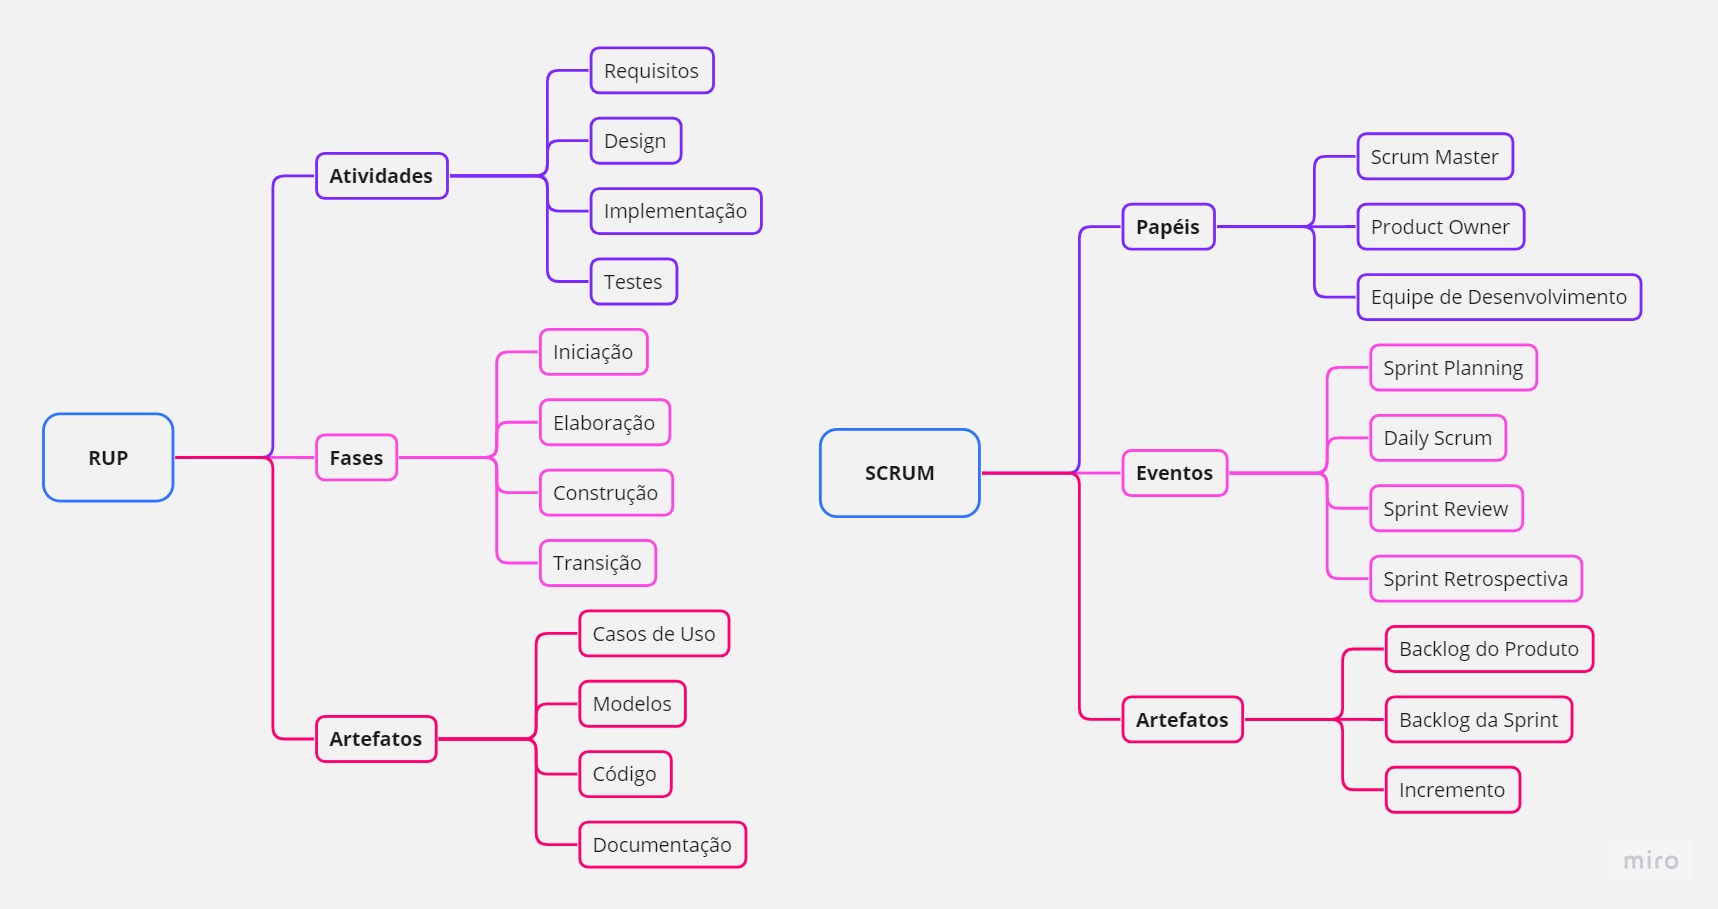 RUP
Atividades
Requisitos
Design
Implementação
Testes
Fases
Iniciação
Elaboração
Construção
Transição
Artefatos
Casos de Uso
Modelos
Código
Documentação
SCRUM
Papéis
Scrum Master
Product Owner
Equipe de Desenvolvimento
Eventos
Sprint Planning
Daily Scrum
Sprint Review
Sprint Retrospectiva
Artefatos
Backlog do Produto
Backlog da Sprint
Incremento
miro